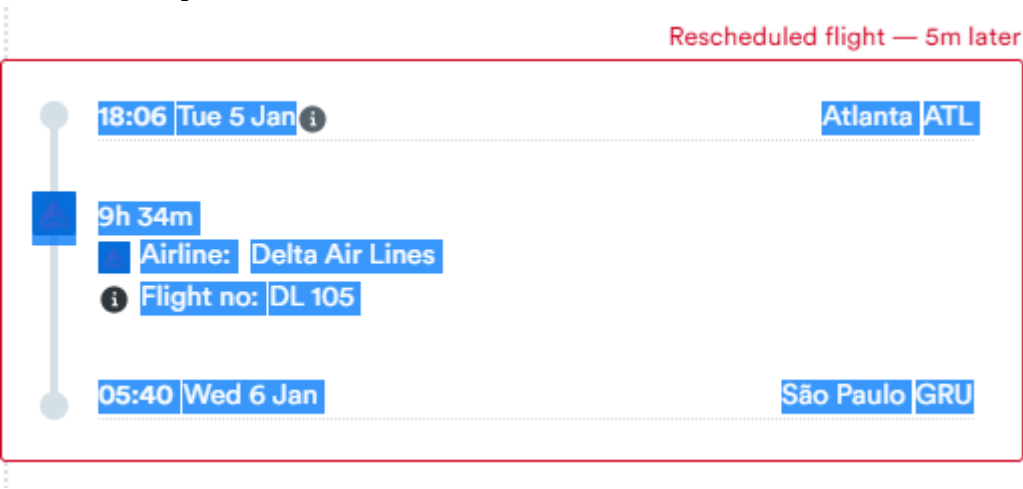 Rescheduled flight — 5m later
18:06 Tue 5 Jan Atlanta ATL
9h 34m
Airline: Delta Air Lines
Flight no: DL 105
05:40 Wed 6 Jan São Paulo GRU